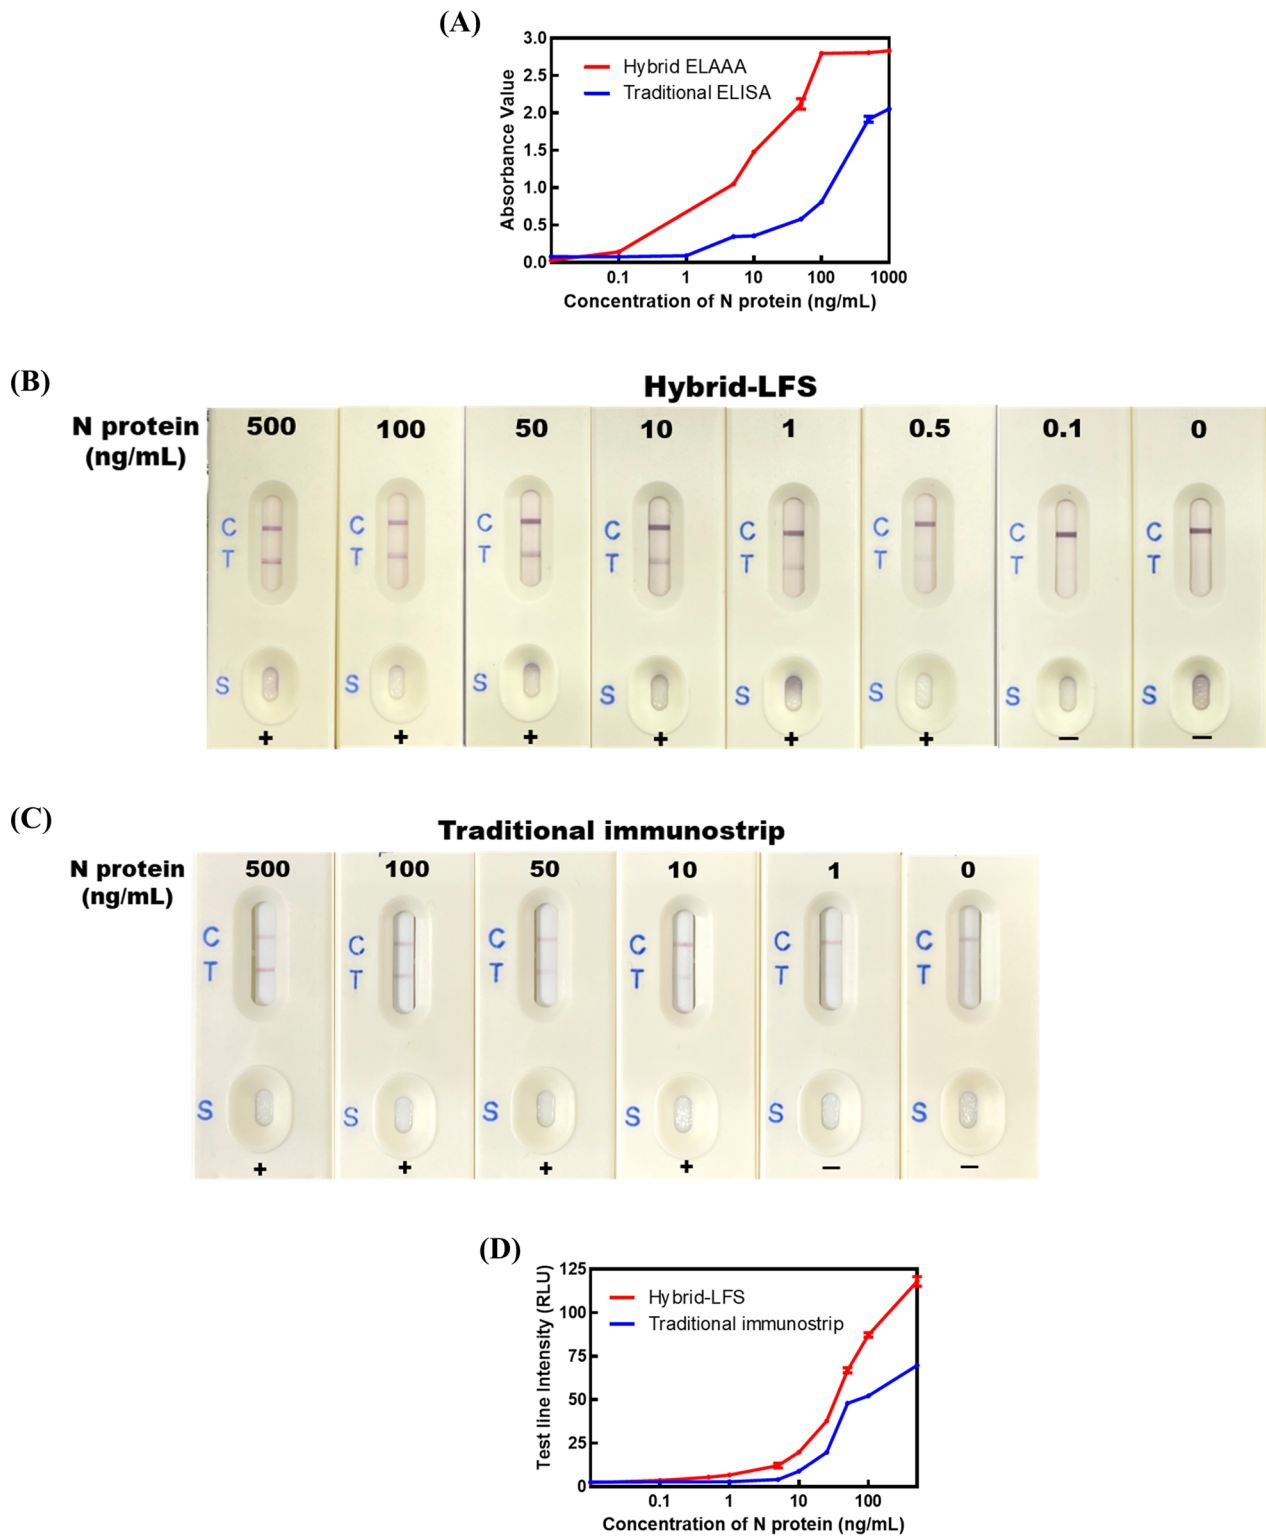 (A)
3.0
2.5
2.0
1.5
1.0
0.5
0.0
Absorbance Value
Hybrid ELAAA
Traditional ELISA
0.1 1 10 100 1000
Concentration of N protein (ng/mL)
(B)
Hybrid-LFS
N protein
(ng/mL)
500 100 50 10 1 0.5 0.1 0
C C C C C C C C
T T T T T T T T
S S S S S S S S
+ + + + + + — —
(C)
Traditional immunostrip
N protein
(ng/mL)
500 100 50 10 1 0
C C C C C C
T T T T T T
S S S S S S
+ + + + — —
(D)
125
100
75
50
25
0
Test line Intensity (RLU)
Hybrid-LFS
Traditional immunostrip
0.1 1 10 100
Concentration of N protein (ng/mL)